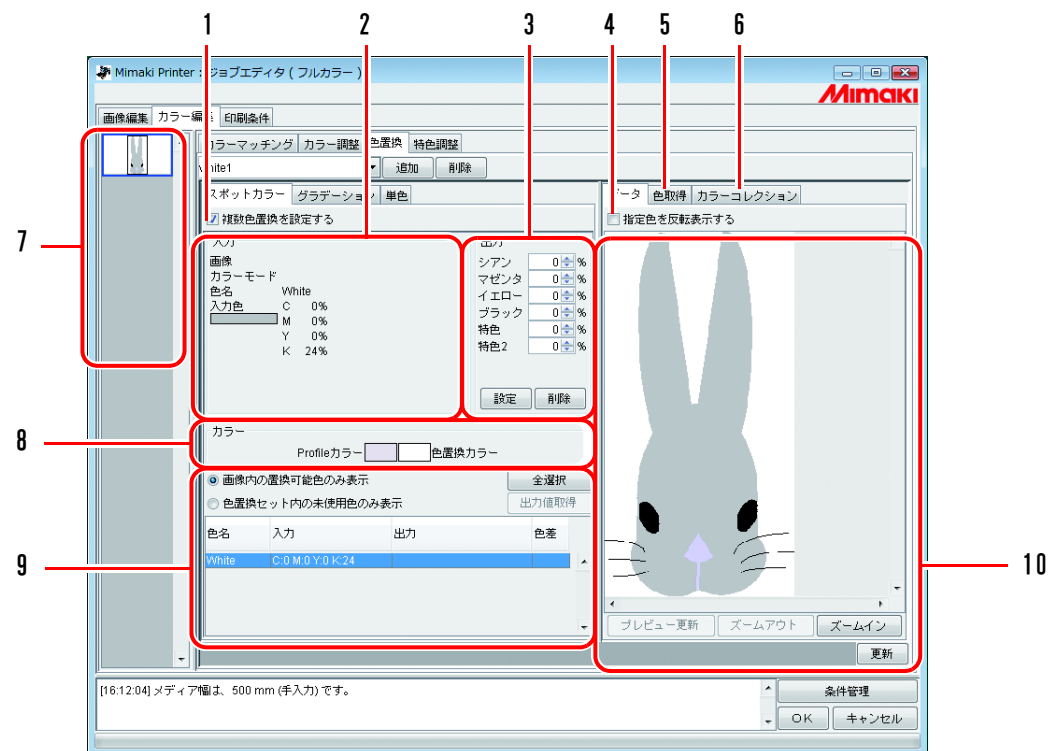 1 2 3 4 5 6
Mimaki Printer : ジョブエディタ ( フルカラー )
Mimaki
画像編集 カラー編集 印刷条件
カラーマッチング カラー調整 色置換 特色調整
white1 追加 削除
スポットカラー グラデーション 単色
データ 色取得 カラーコレクション
複数色置換を設定する
指定色を反転表示する
7
入力
画像
カラーモード
色名 White
入力色 C 0%
M 0%
Y 0%
K 24%
出力
シアン 0 %
マゼンタ 0 %
イエロー 0 %
ブラック 0 %
特色 0 %
特色2 0 %
設定 削除
8
カラー
Profileカラー 色置換カラー
画像内の置換可能色のみ表示 全選択
色置換セット内の未使用色のみ表示 出力値取得
9
色名 入力 出力 色差
White C:0 M:0 Y:0 K:24
10
プレビュー更新 ズームアウト ズームイン
更新
[16:12:04] メディア幅は、500 mm (手入力) です。
条件管理
OK キャンセル